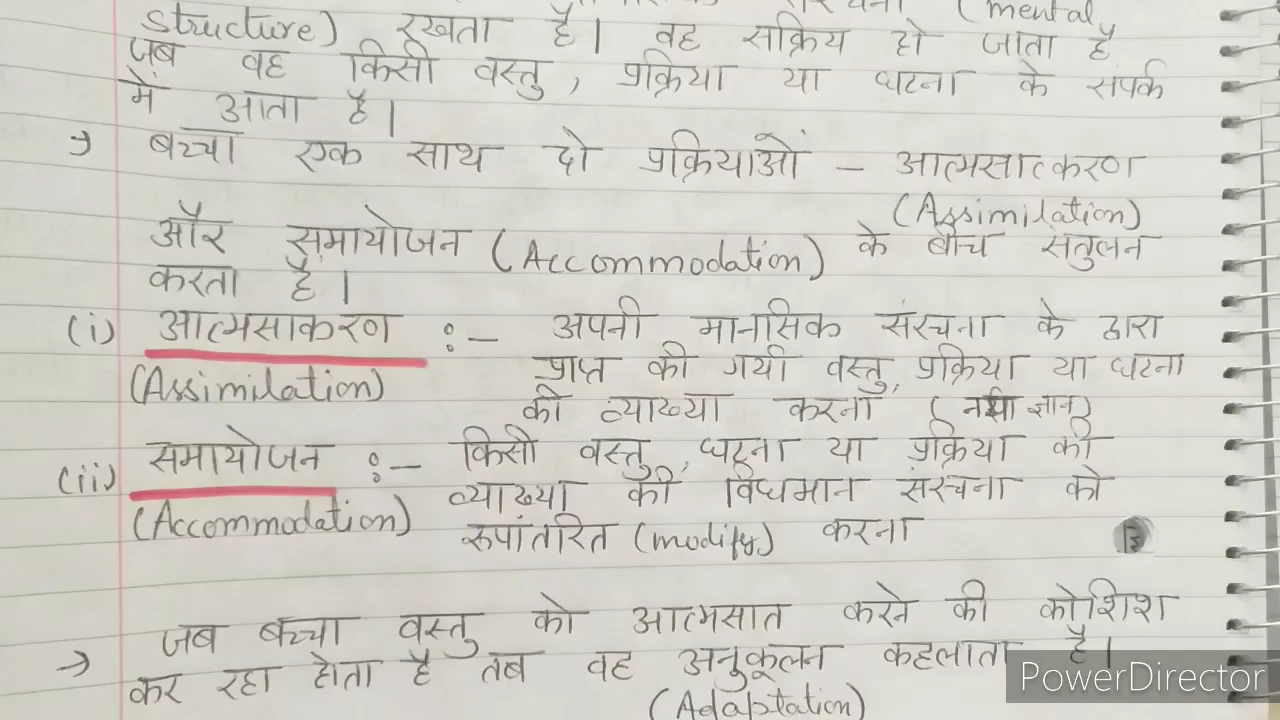 (mental
structure) रखता है। वह सक्रिय हो जाता है
जब वह किसी वस्तु, प्रक्रिया या घटना के संपर्क
में आता है।
→ बच्चा एक साथ दो प्रक्रियाओं – आत्मसात्करण
(Assimilation)
और समायोजन (Accommodation) के बीच संतुलन
करता है।
(i) आत्मसाकरण :– अपनी मानसिक संरचना के द्वारा
प्राप्त की गयी वस्तु, प्रक्रिया या घटना
(Assimilation)
की व्याख्या करना (नयी ज्ञान)
(ii) समायोजन :– किसी वस्तु, घटना या प्रक्रिया की
व्याख्या की विधमान संरचना को
(Accommodation)
रूपांतरित (modify) करना
→ जब बच्चा वस्तु को आत्मसात करने की कोशिश
कर रहा होता है तब वह अनुकूलन कहलाता है।
(Adaptation)
PowerDirector